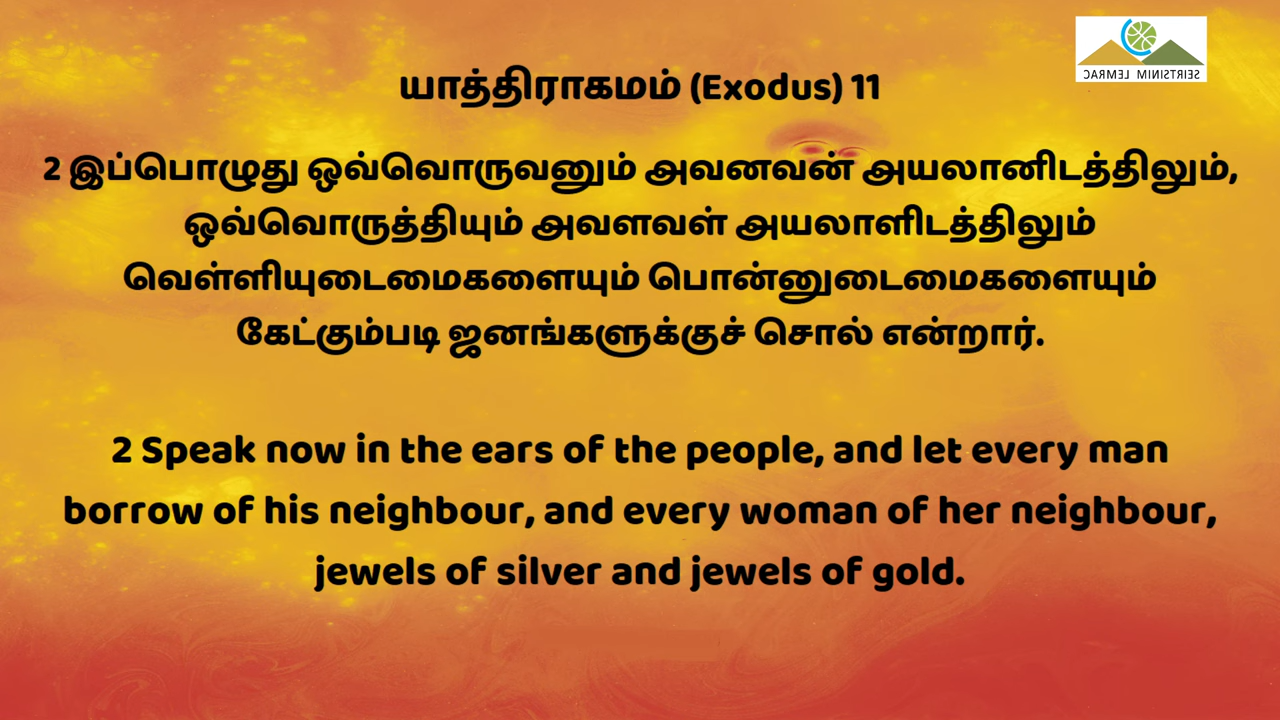 CARMEL MINISTRIES
யாத்திராகமம் (Exodus) 11
2 இப்பொழுது ஒவ்வொருவனும் அவனவன் அயலானிடத்திலும்,
ஒவ்வொருத்தியும் அவளவள் அயலாளிடத்திலும்
வெள்ளியுடைமைகளையும் பொன்னுடைமைகளையும்
கேட்கும்படி ஜனங்களுக்குச் சொல் என்றார்.
2 Speak now in the ears of the people, and let every man
borrow of his neighbour, and every woman of her neighbour,
jewels of silver and jewels of gold.